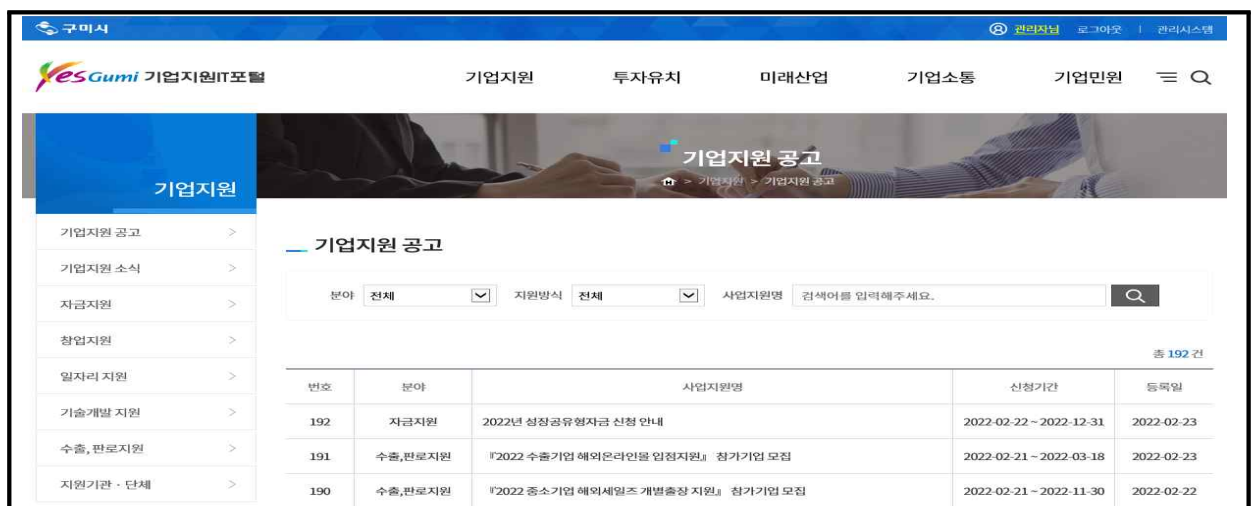 구미시
관리자님 로그아웃 | 관리시스템
Yes Gumi 기업지원IT포털
기업지원 투자유치 미래산업 기업소통 기업민원
기업지원
기업지원 공고
> 기업지원 > 기업지원 공고
기업지원 공고 >
기업지원 소식 >
자금지원 >
창업지원 >
일자리 지원 >
기술개발 지원 >
수출, 판로지원 >
지원기관 · 단체 >
기업지원 공고
분야 전체 지원방식 전체 사업지원명 검색어를 입력해주세요.
총 192 건
번호 분야 사업지원명 신청기간 등록일
192 자금지원 2022년 성장공유형자금 신청 안내 2022-02-22 ~ 2022-12-31 2022-02-23
191 수출,판로지원 『2022 수출기업 해외온라인몰 입점지원』 참가기업 모집 2022-02-21 ~ 2022-03-18 2022-02-23
190 수출,판로지원 『2022 중소기업 해외세일즈 개별출장 지원』 참가기업 모집 2022-02-21 ~ 2022-11-30 2022-02-22